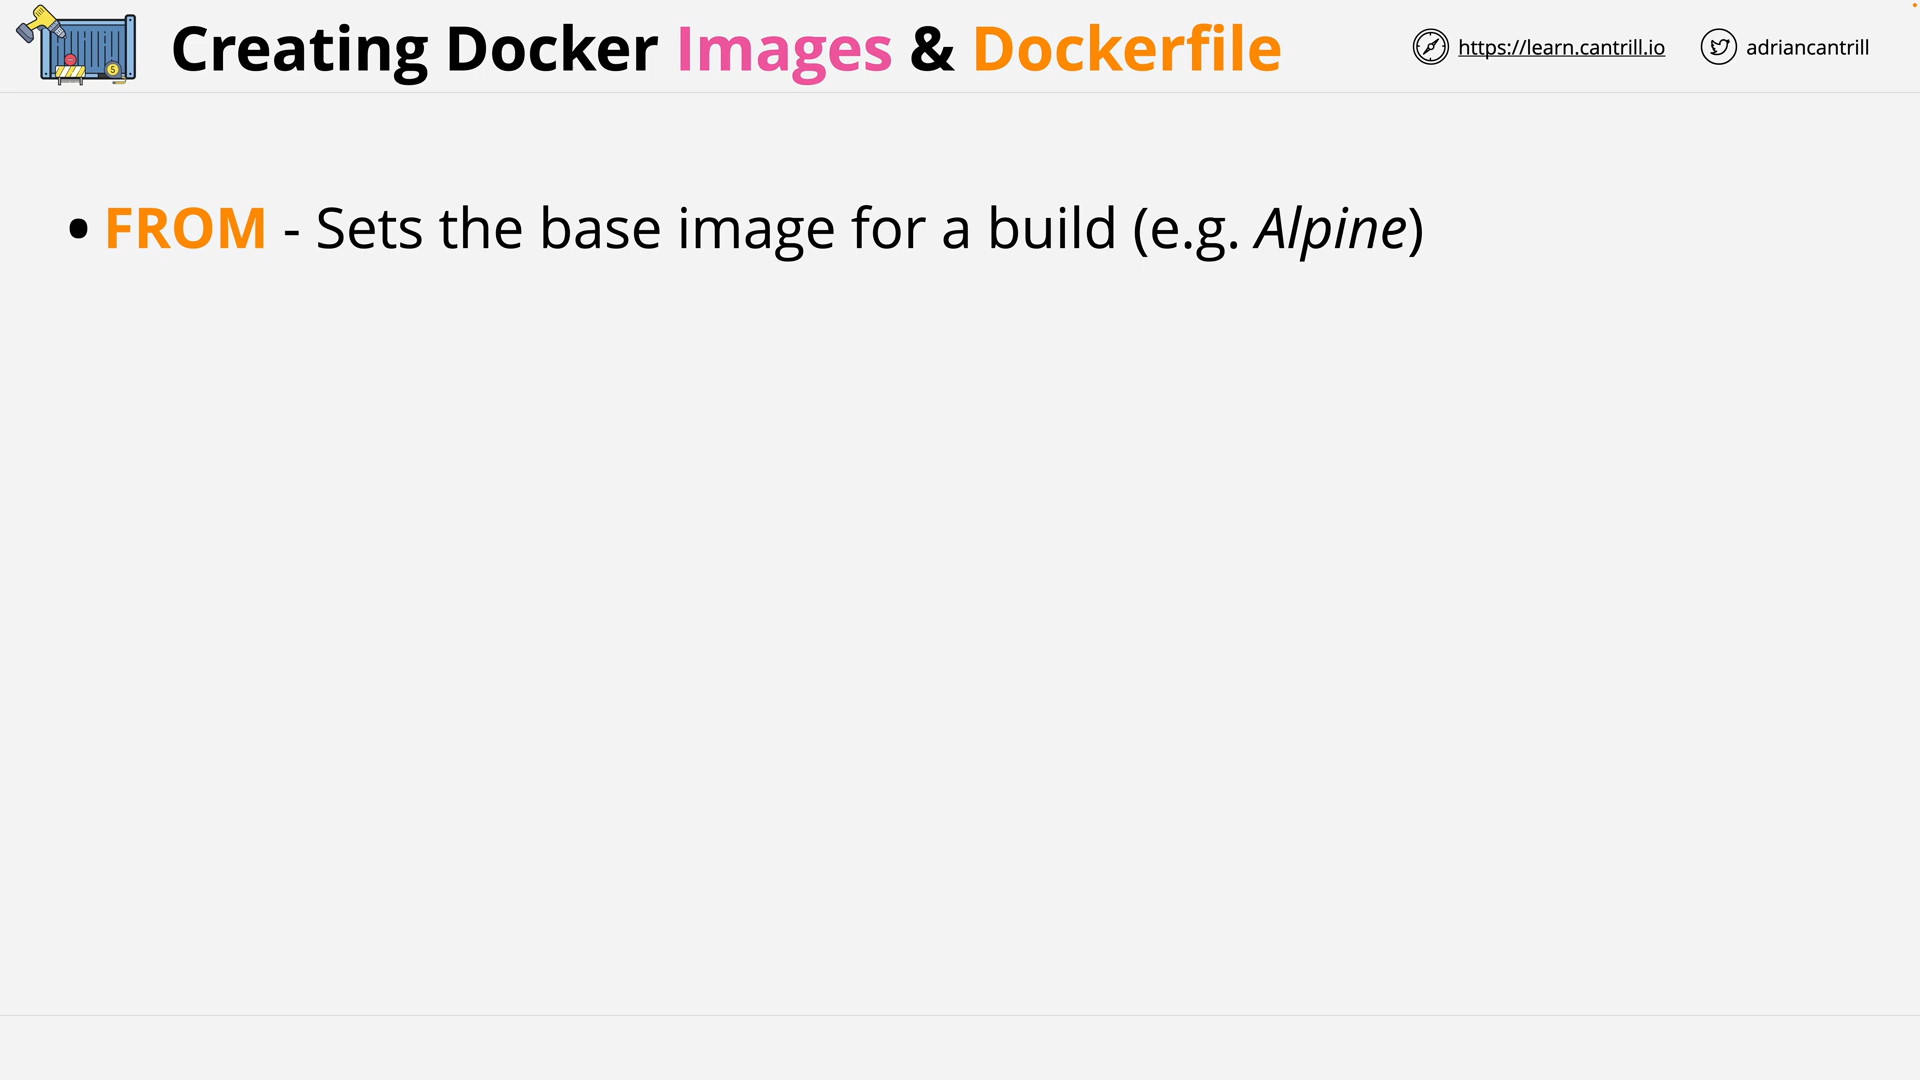 Creating Docker Images & Dockerfile
https://learn.cantrill.io
adriancantrill
• FROM - Sets the base image for a build (e.g. Alpine)